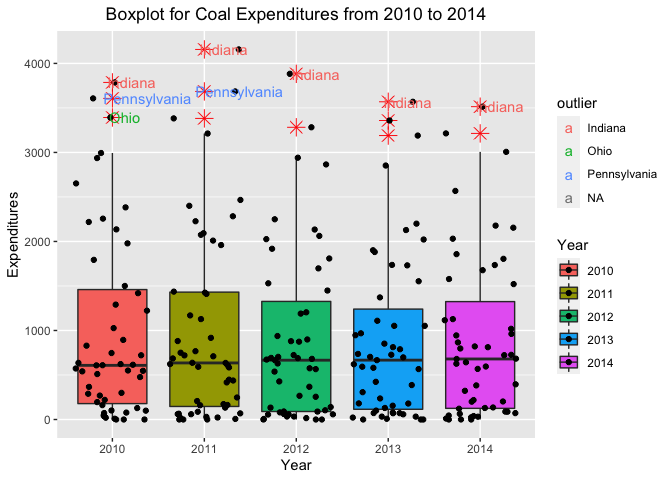 Boxplot for Coal Expenditures from 2010 to 2014
Expenditures
4000
3000
2000
1000
0
Indiana
Pennsylvania
Ohio
Indiana
Pennsylvania
Indiana
Indiana
Indiana
2010
2011
2012
2013
2014
Year
outlier
a Indiana
a Ohio
a Pennsylvania
a NA
Year
2010
2011
2012
2013
2014